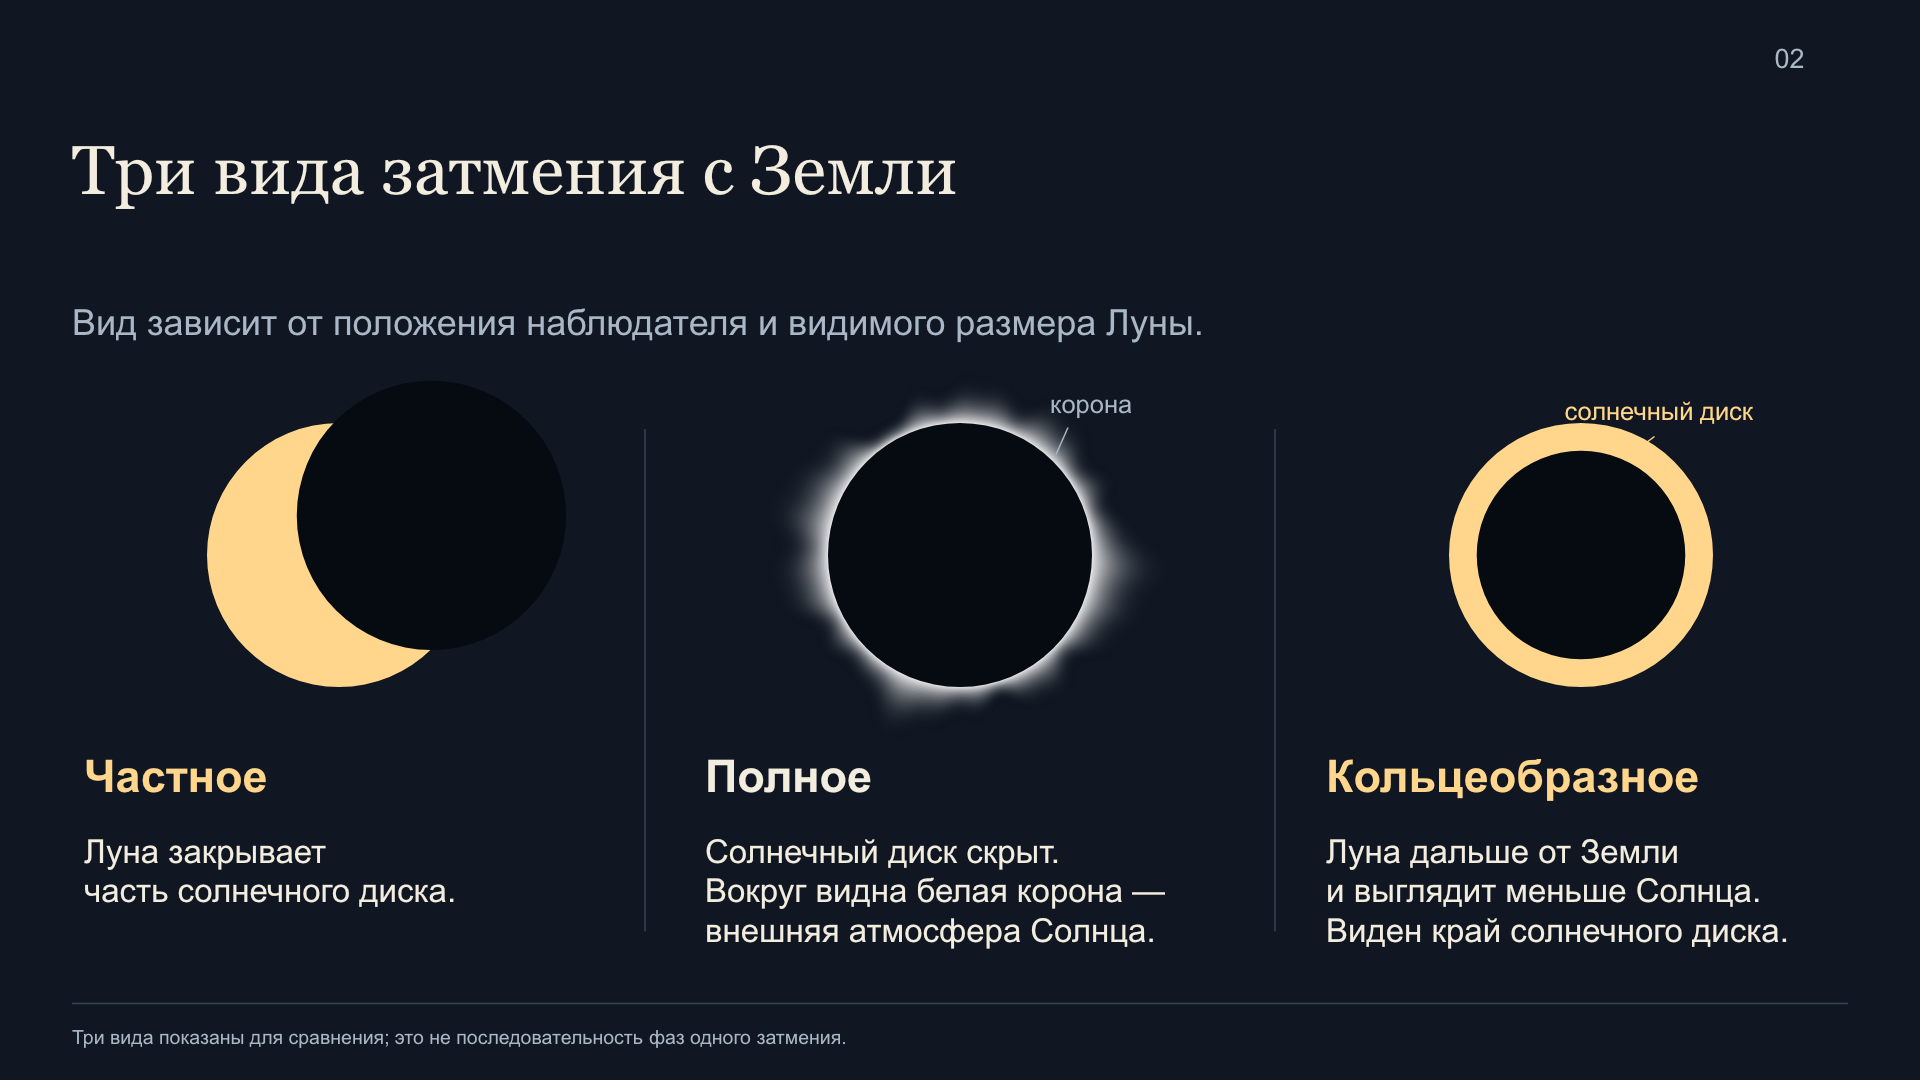 02
Три вида затмения с Земли
Вид зависит от положения наблюдателя и видимого размера Луны.
корона
солнечный диск
Частное
Луна закрывает
часть солнечного диска.
Полное
Солнечный диск скрыт.
Вокруг видна белая корона —
внешняя атмосфера Солнца.
Кольцеобразное
Луна дальше от Земли
и выглядит меньше Солнца.
Виден край солнечного диска.
Три вида показаны для сравнения; это не последовательность фаз одного затмения.